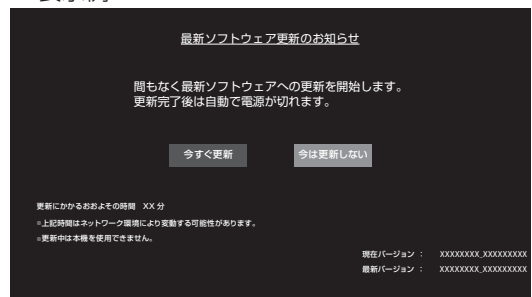 最新ソフトウェア更新のお知らせ
間もなく最新ソフトウェアへの更新を開始します。
更新完了後は自動で電源が切れます。
今すぐ更新
今は更新しない
更新にかかるおおよその時間 XX 分
※上記時間はネットワーク環境により変動する可能性があります。
※更新中は本機を使用できません。
現在バージョン : XXXXXXXX_XXXXXXXXX
最新バージョン : XXXXXXXX_XXXXXXXXX